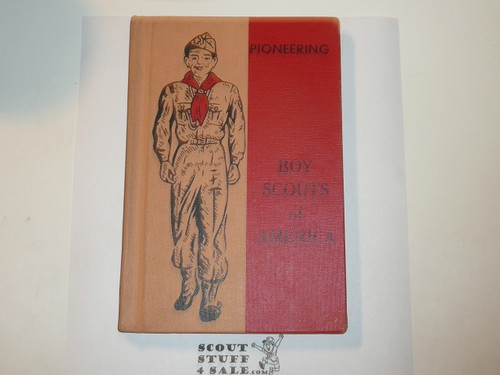 PIONEERING
BOY
SCOUTS
of
AMERICA
SCOUT
STUFF
4 SALE.com